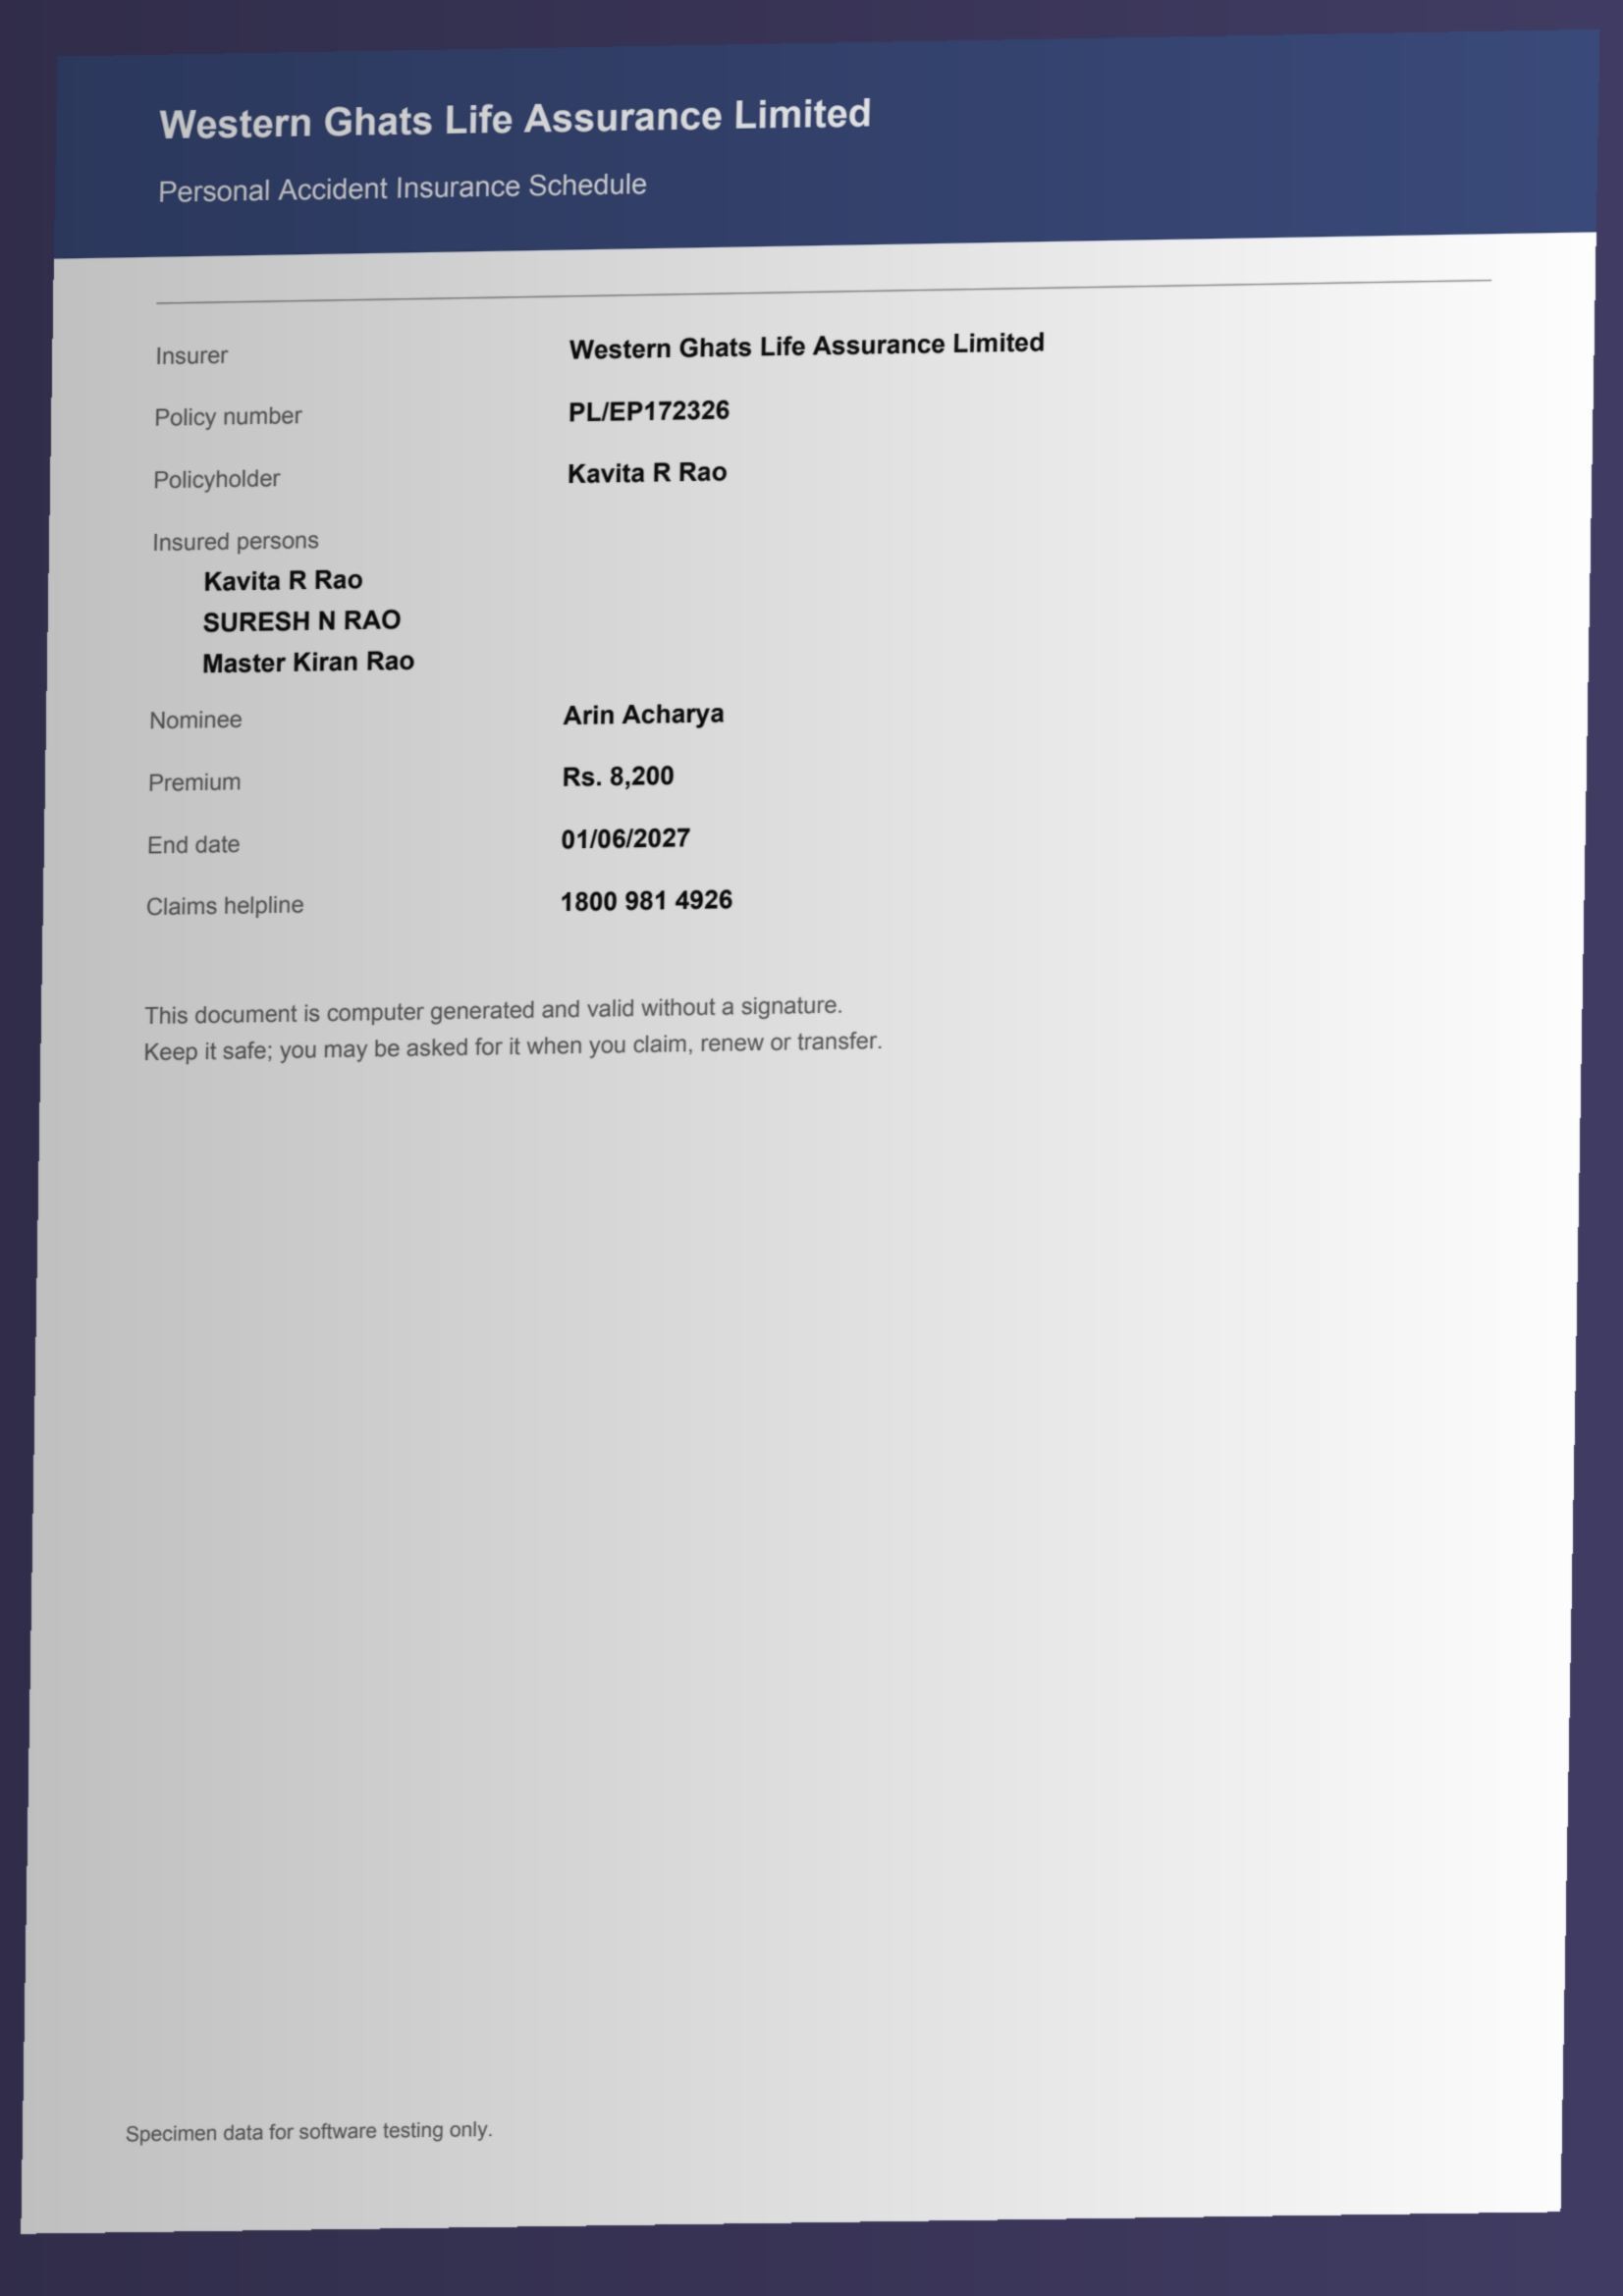 Western Ghats Life Assurance Limited
Personal Accident Insurance Schedule
Insurer Western Ghats Life Assurance Limited
Policy number PL/EP172326
Policyholder Kavita R Rao
Insured persons
Kavita R Rao
SURESH N RAO
Master Kiran Rao
Nominee Arin Acharya
Premium Rs. 8,200
End date 01/06/2027
Claims helpline 1800 981 4926
This document is computer generated and valid without a signature.
Keep it safe; you may be asked for it when you claim, renew or transfer.
Specimen data for software testing only.